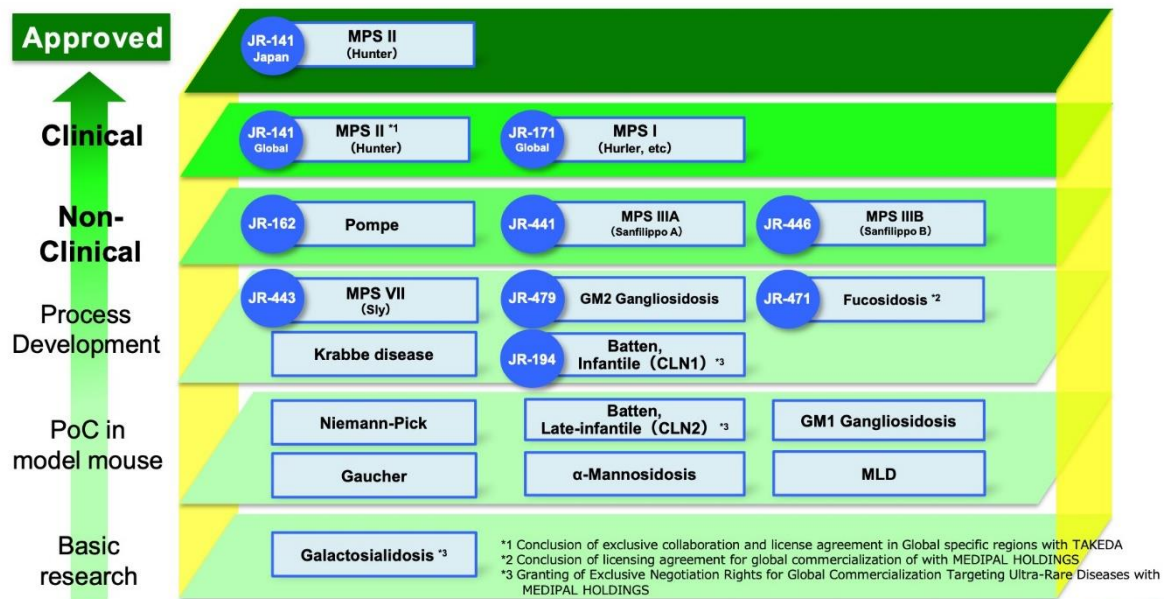 Approved
JR-141
Japan
MPS II
(Hunter)
Clinical
JR-141
Global
MPS II *1
(Hunter)
JR-171
Global
MPS I
(Hurler, etc)
Non-
Clinical
JR-162
Pompe
JR-441
MPS IIIA
(Sanfilippo A)
JR-446
MPS IIIB
(Sanfilippo B)
Process
Development
JR-443
MPS VII
(Sly)
JR-479
GM2 Gangliosidosis
JR-471
Fucosidosis *2
Krabbe disease
JR-194
Batten,
Infantile (CLN1) *3
PoC in
model mouse
Niemann-Pick
Batten,
Late-infantile (CLN2) *3
GM1 Gangliosidosis
Gaucher
α-Mannosidosis
MLD
Basic
research
Galactosialidosis *3
*1 Conclusion of exclusive collaboration and license agreement in Global specific regions with TAKEDA
*2 Conclusion of licensing agreement for global commercialization of with MEDIPAL HOLDINGS
*3 Granting of Exclusive Negotiation Rights for Global Commercialization Targeting Ultra-Rare Diseases with
MEDIPAL HOLDINGS